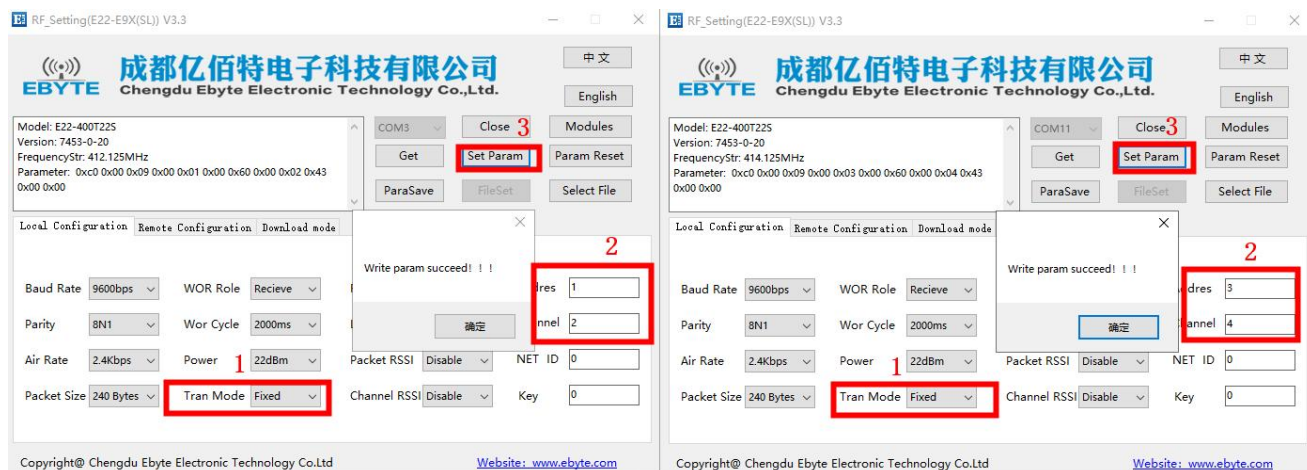 RF_Setting(E22-E9X(SL)) V3.3
EBYTE
成都亿佰特电子科技有限公司
Chengdu Ebyte Electronic Technology Co.,Ltd.
中文
English
Model: E22-400T22S
Version: 7453-0-20
FrequencyStr: 412.125MHz
Parameter: 0xc0 0x00 0x09 0x00 0x01 0x00 0x60 0x00 0x02 0x43
0x00 0x00
COM3 Close 3 Modules
Get Set Param Param Reset
ParaSave FileSet Select File
Local Configuration Remote Configuration Download mode
Write param succeed! ! !
确定
2
Baud Rate 9600bps WOR Role Recieve dres 1
Parity 8N1 Wor Cycle 2000ms nnel 2
Air Rate 2.4Kbps Power 1 22dBm Packet RSSI Disable NET ID 0
Packet Size 240 Bytes Tran Mode Fixed Channel RSSI Disable Key 0
Copyright@ Chengdu Ebyte Electronic Technology Co.Ltd Website: www.ebyte.com
RF_Setting(E22-E9X(SL)) V3.3
EBYTE
成都亿佰特电子科技有限公司
Chengdu Ebyte Electronic Technology Co.,Ltd.
中文
English
Model: E22-400T22S
Version: 7453-0-20
FrequencyStr: 414.125MHz
Parameter: 0xc0 0x00 0x09 0x00 0x03 0x00 0x60 0x00 0x04 0x43
0x00 0x00
COM11 Close 3 Modules
Get Set Param Param Reset
ParaSave FileSet Select File
Local Configuration Remote Configuration Download mode
Write param succeed! ! !
确定
2
Baud Rate 9600bps WOR Role Recieve dres 3
Parity 8N1 Wor Cycle 2000ms annel 4
Air Rate 2.4Kbps Power 1 22dBm Packet RSSI Disable NET ID 0
Packet Size 240 Bytes Tran Mode Fixed Channel RSSI Disable Key 0
Copyright@ Chengdu Ebyte Electronic Technology Co.Ltd Website: www.ebyte.com